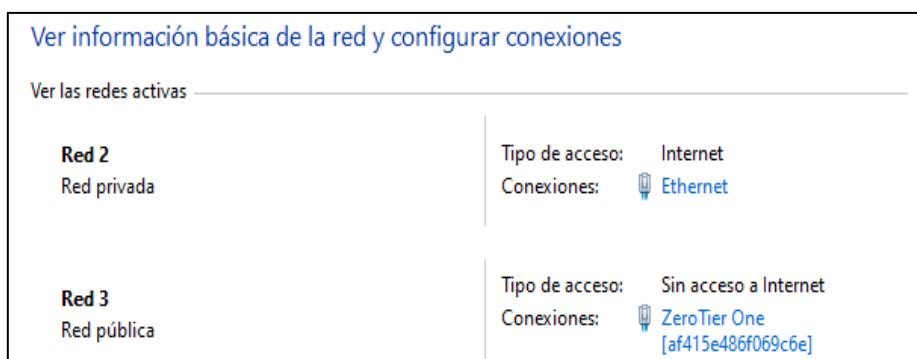 Ver información básica de la red y configurar conexiones
Ver las redes activas
Red 2
Red privada
Tipo de acceso: Internet
Conexiones: Ethernet
Red 3
Red pública
Tipo de acceso: Sin acceso a Internet
Conexiones: ZeroTier One
[af415e486f069c6e]